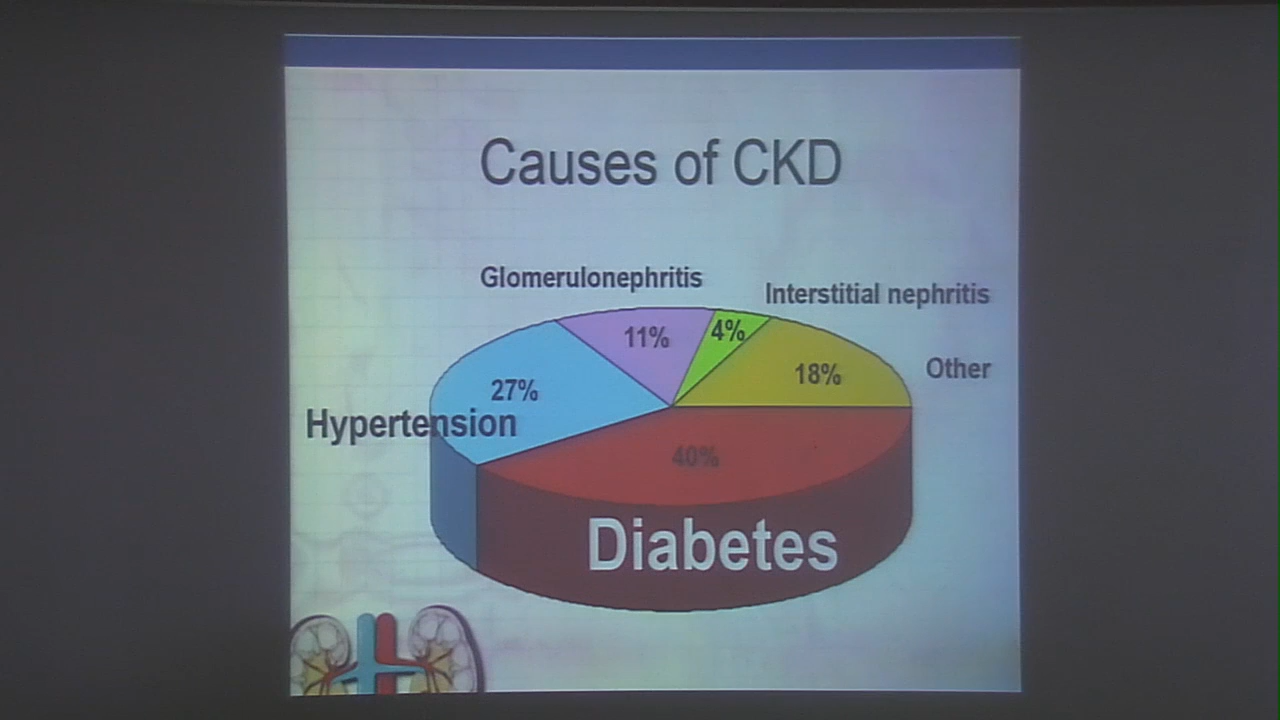 Causes of CKD
Glomerulonephritis
Interstitial nephritis
11%
4%
Other
18%
27%
Hypertension
40%
Diabetes